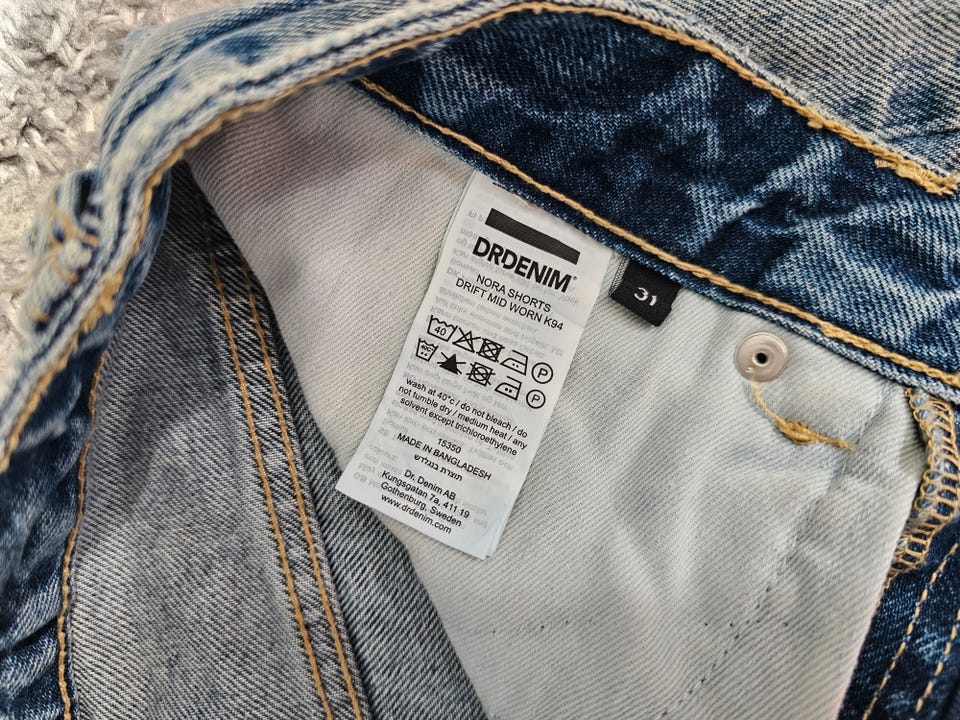 DRDENIM®
NORA SHORTS
DRIFT MID WORN K94
40
P
40C
P
wash at 40°c / do not bleach / do
not tumble dry / medium heat / any
solvent except trichloroethylene
15350
MADE IN BANGLADESH
תוצרת בנגלדש
Dr. Denim AB
Kungsgatan 7a, 411 19
Gothenburg, Sweden
www.drdenim.com
31